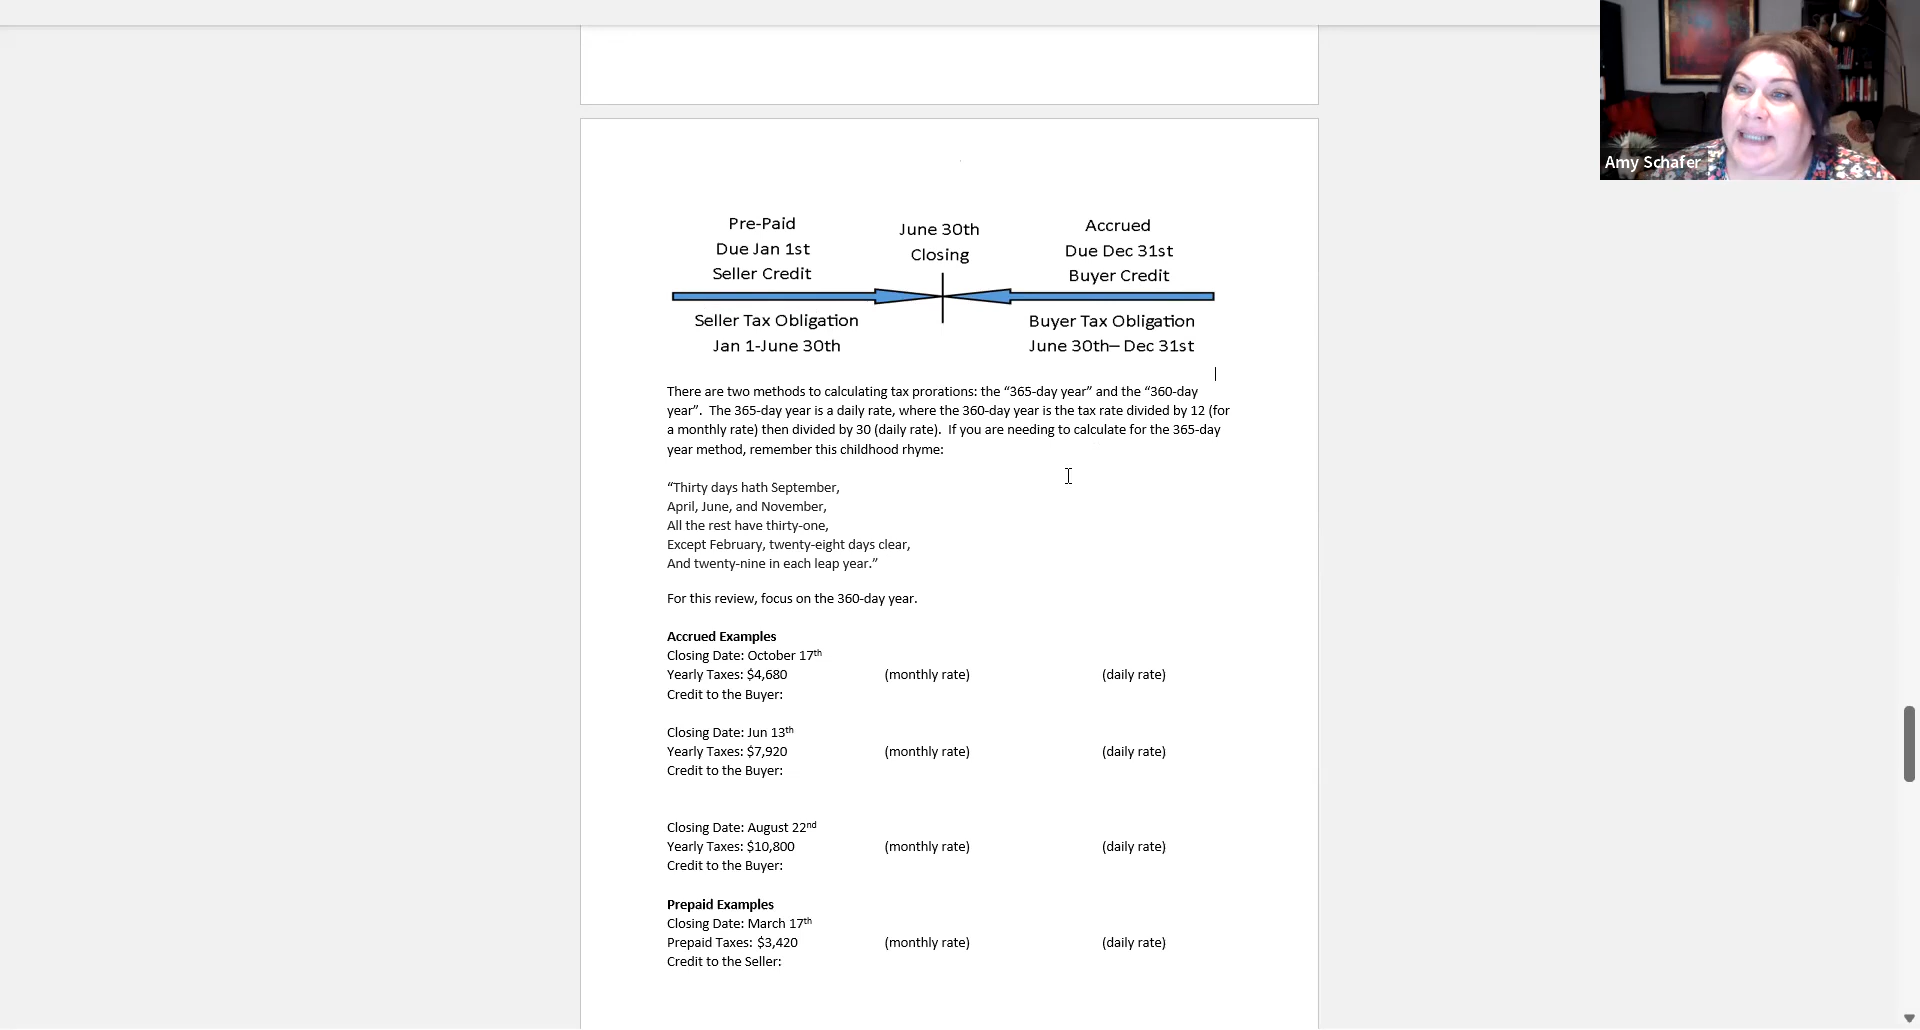 Amy Schafer
Pre-Paid
Due Jan 1st
Seller Credit
June 30th
Closing
Accrued
Due Dec 31st
Buyer Credit
Seller Tax Obligation
Jan 1-June 30th
Buyer Tax Obligation
June 30th— Dec 31st
There are two methods to calculating tax prorations: the “365-day year” and the “360-day
year”.  The 365-day year is a daily rate, where the 360-day year is the tax rate divided by 12 (for
a monthly rate) then divided by 30 (daily rate).  If you are needing to calculate for the 365-day
year method, remember this childhood rhyme:
“Thirty days hath September,
April, June, and November,
All the rest have thirty-one,
Except February, twenty-eight days clear,
And twenty-nine in each leap year.”
For this review, focus on the 360-day year.
Accrued Examples
Closing Date: October 17th
Yearly Taxes: $4,680 (monthly rate) (daily rate)
Credit to the Buyer:
Closing Date: Jun 13th
Yearly Taxes: $7,920 (monthly rate) (daily rate)
Credit to the Buyer:
Closing Date: August 22nd
Yearly Taxes: $10,800 (monthly rate) (daily rate)
Credit to the Buyer:
Prepaid Examples
Closing Date: March 17th
Prepaid Taxes: $3,420 (monthly rate) (daily rate)
Credit to the Seller: